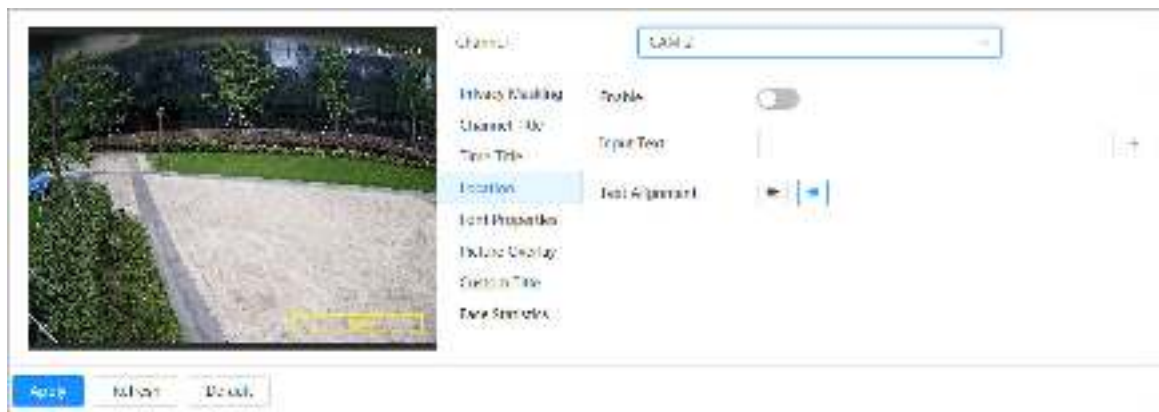 Channel
CAM 2
Privacy Masking
Enable
Channel Title
Input Text
+
Time Title
Location
Text Alignment
Font Properties
Picture Overlay
Custom Title
Face Statistics
Apply
Refresh
Default